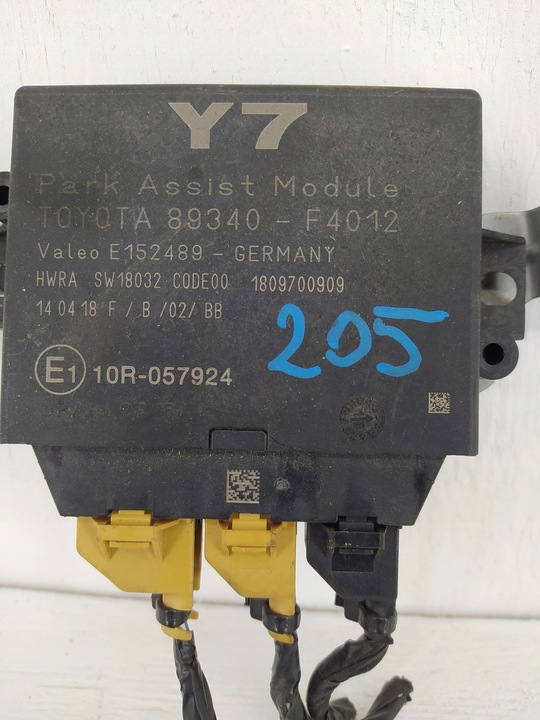 Y7
Park Assist Module
TOYOTA 89340 - F4012
Valeo E152489 - GERMANY
HWRA SW18032 CODE00 1809700909
14 04 18 F / B /02/ BB
205
E1 10R-057924